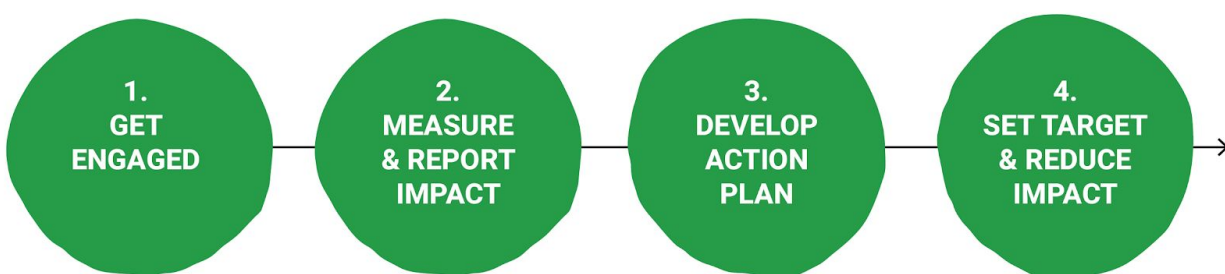 1.
GET
ENGAGED
2.
MEASURE
& REPORT
IMPACT
3.
DEVELOP
ACTION
PLAN
4.
SET TARGET
& REDUCE
IMPACT